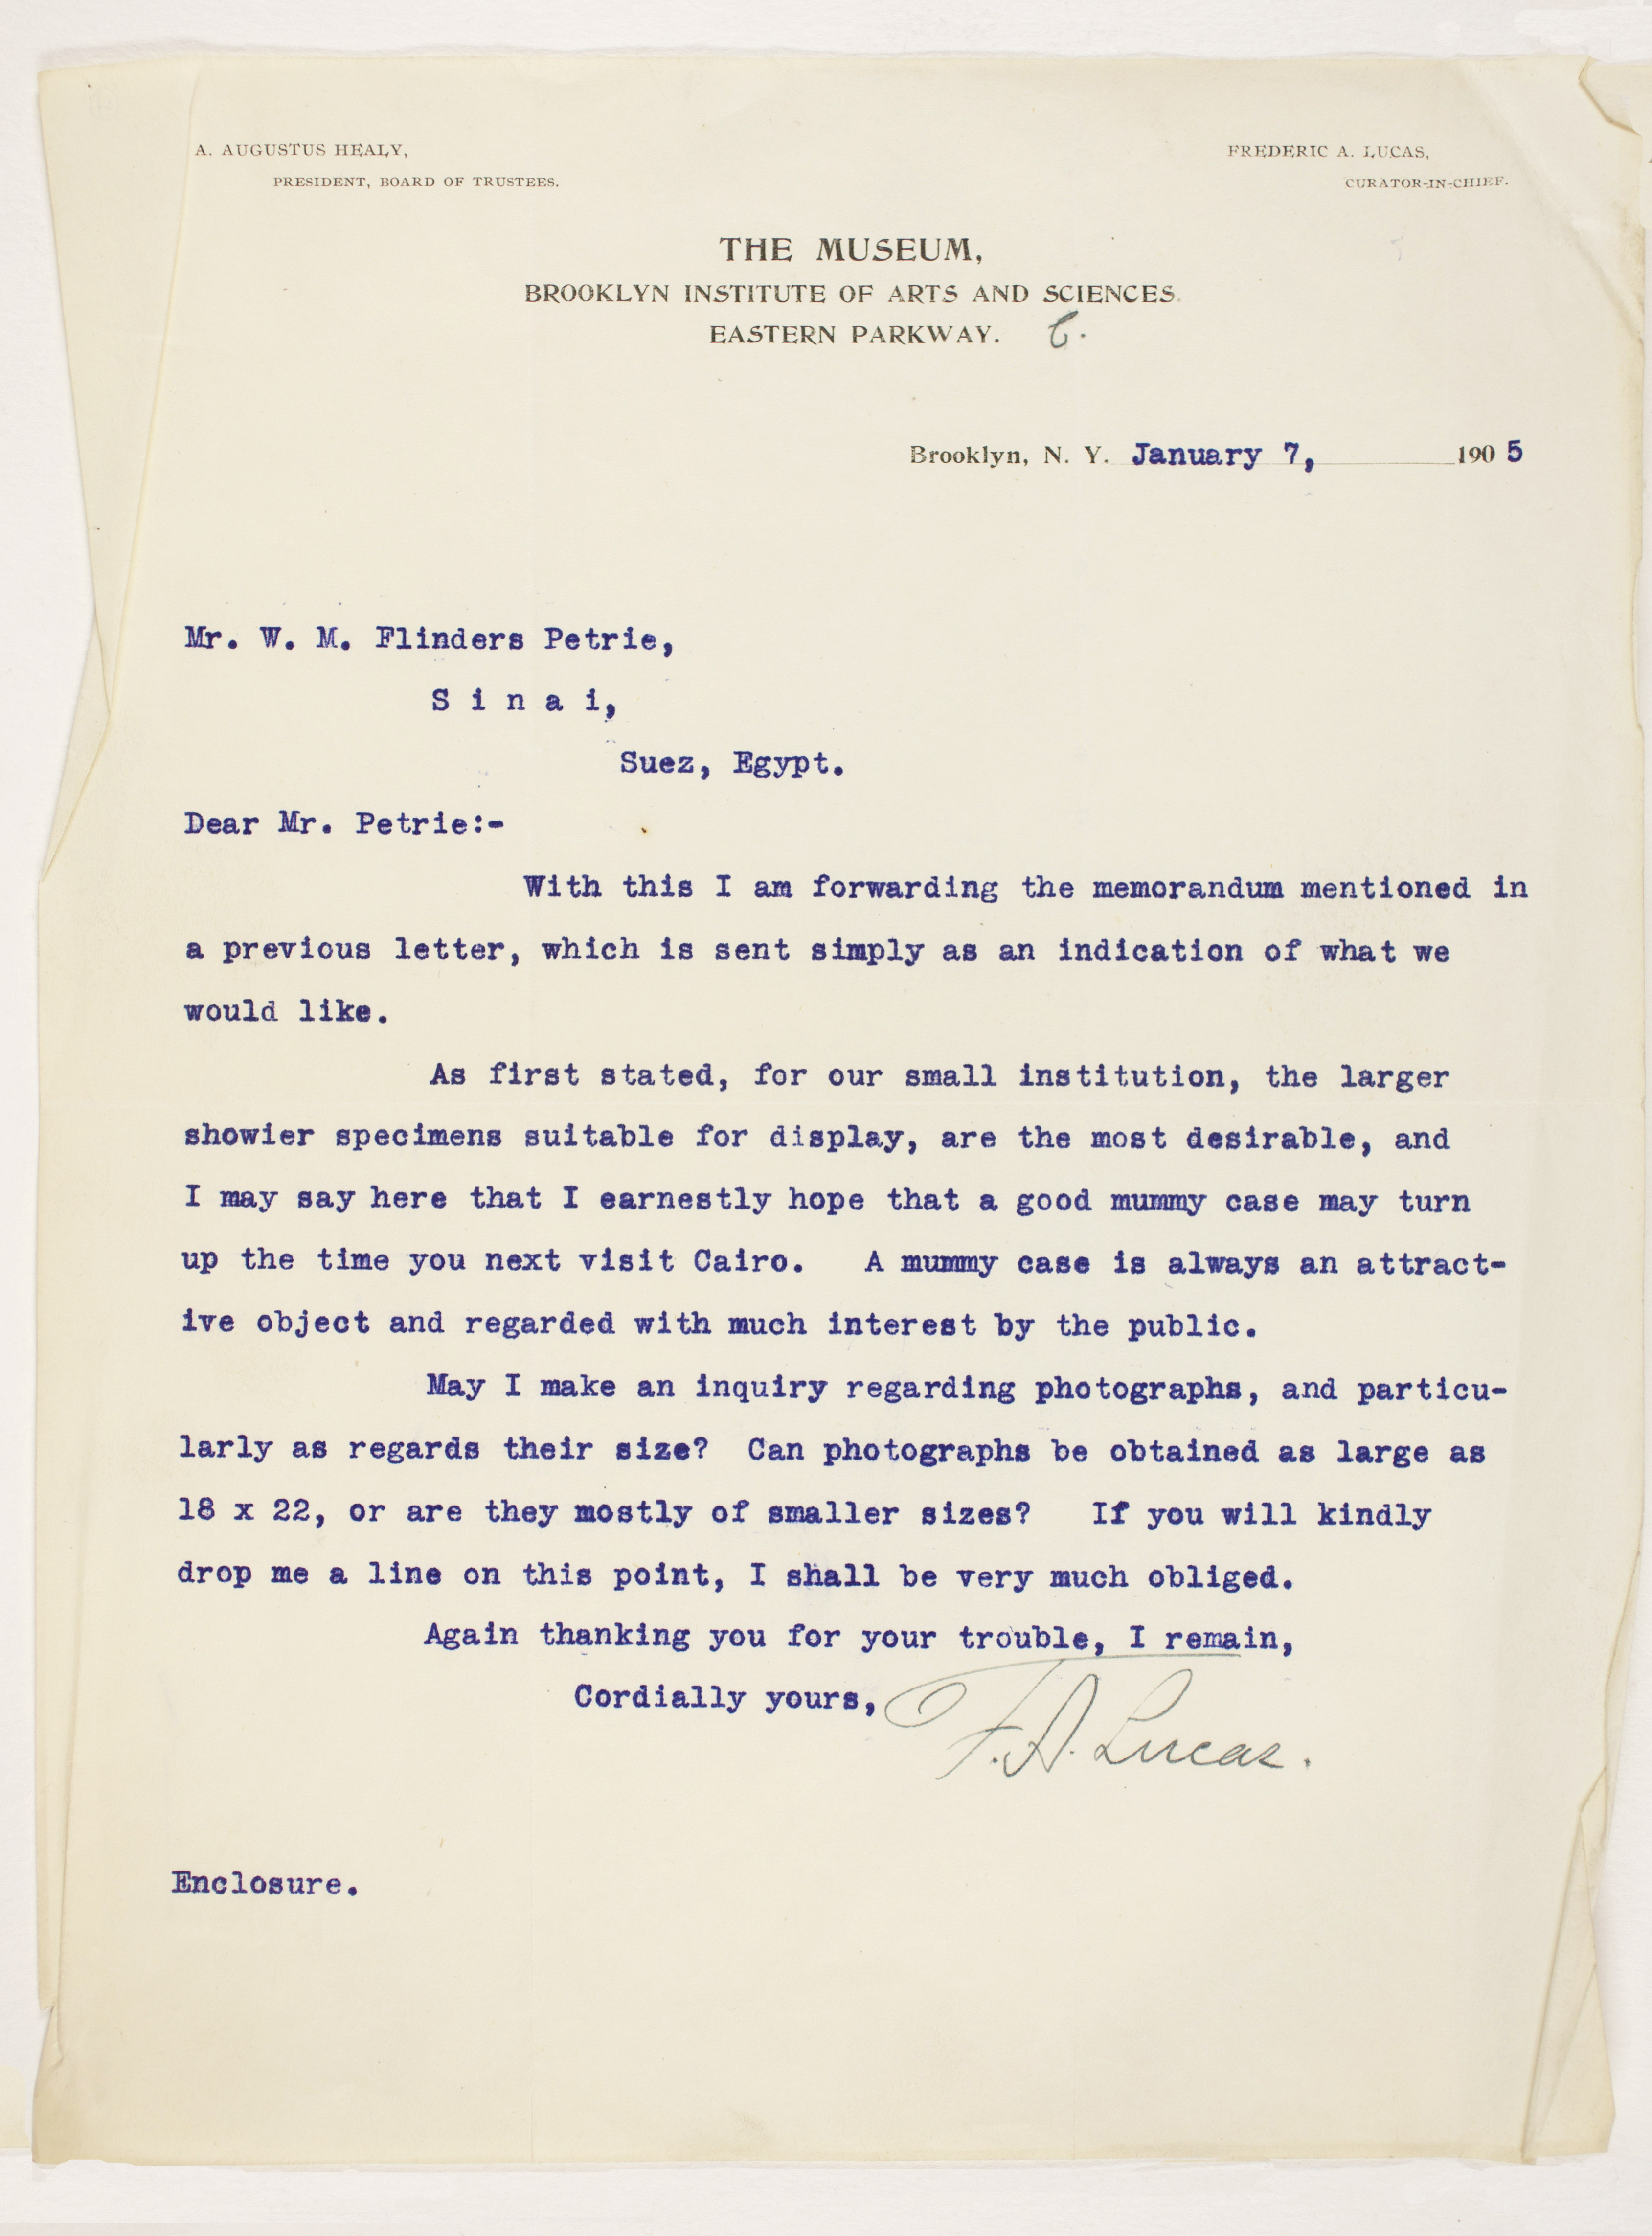 A. AUGUSTUS HEALY,
PRESIDENT, BOARD OF TRUSTEES.
FREDERIC A. LUCAS,
CURATOR-IN-CHIEF.
THE MUSEUM,
BROOKLYN INSTITUTE OF ARTS AND SCIENCES.
EASTERN PARKWAY.
Brooklyn, N. Y. January 7, 1905
Mr. W. M. Flinders Petrie,
S i n a i,
Suez, Egypt.
Dear Mr. Petrie:-
With this I am forwarding the memorandum mentioned in
a previous letter, which is sent simply as an indication of what we
would like.
As first stated, for our small institution, the larger
showier specimens suitable for display, are the most desirable, and
I may say here that I earnestly hope that a good mummy case may turn
up the time you next visit Cairo. A mummy case is always an attract-
ive object and regarded with much interest by the public.
May I make an inquiry regarding photographs, and particu-
larly as regards their size? Can photographs be obtained as large as
18 x 22, or are they mostly of smaller sizes? If you will kindly
drop me a line on this point, I shall be very much obliged.
Again thanking you for your trouble, I remain,
Cordially yours,
F. A. Lucas.
Enclosure.